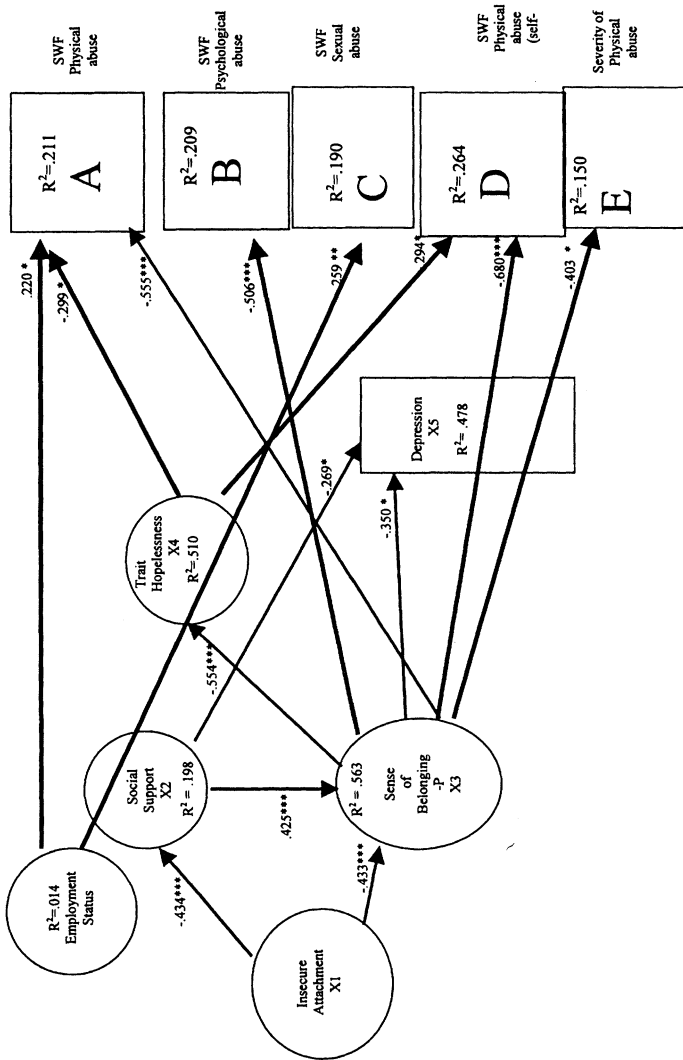 R²=.014
Employment
Status
Insecure
Attachment
X1
Social
Support
X2
R² = .198
R² = .563
Sense
of
Belonging
-P
X3
Trait
Hopelessness
X4
R²=.510
Depression
X5
R² = .478
-.434***
-.433***
.425***
-.554***
-.269*
-.350 *
.220 *
-.299 *
-.555***
-.506***
.259 **
.294*
-.680***
-.403 *
R²=.211
A
R²=.209
B
R²=.190
C
R²=.264
D
R²=.150
E
SWF
Physical
abuse
SWF
Psychological
abuse
SWF
Sexual
abuse
SWF
Physical
abuse
(self-
Severity of
Physical
abuse